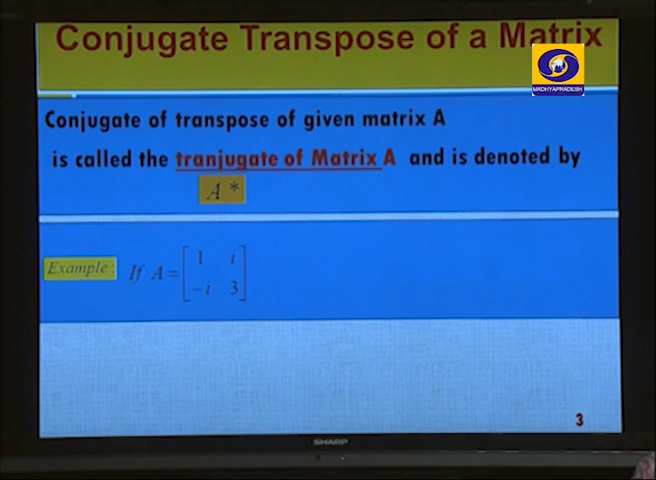 Conjugate Transpose of a Matrix
MADHYAPRADESH
Conjugate of transpose of given matrix A
is called the tranjugate of Matrix A and is denoted by
A *
Example : If A = [1 i
-i 3]
3
SHARP